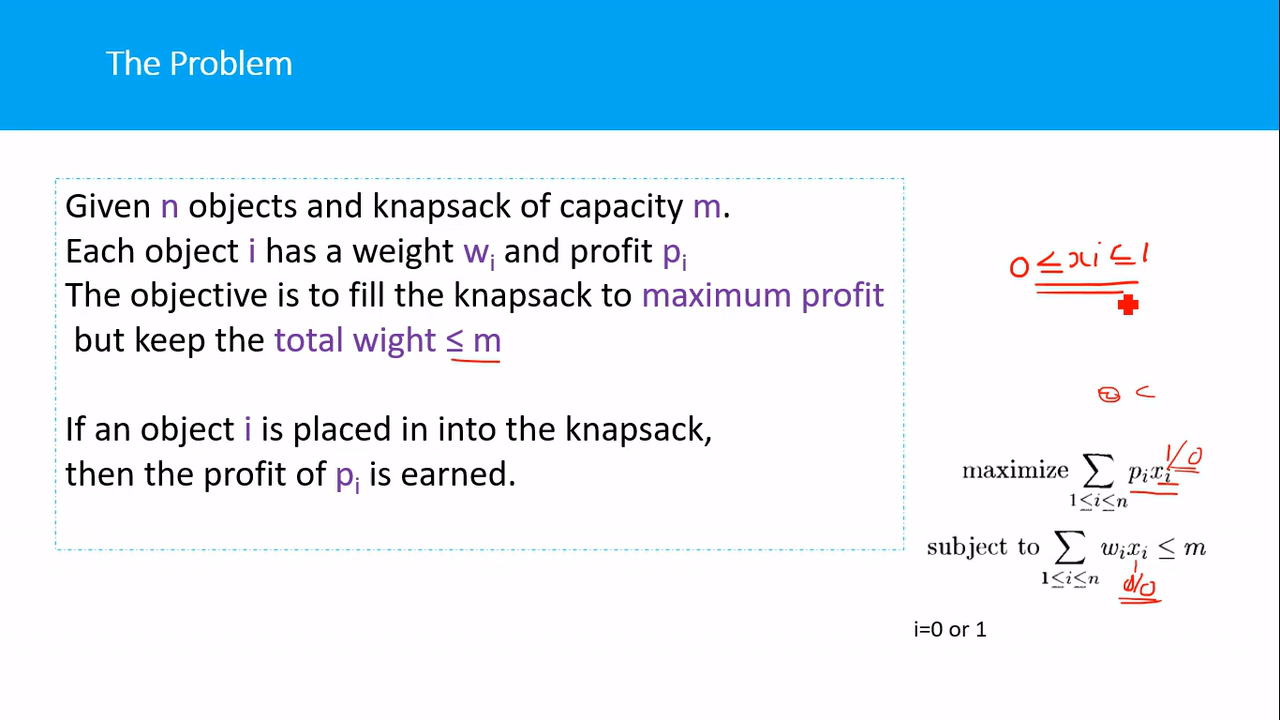 The Problem
Given n objects and knapsack of capacity m.
Each object i has a weight wᵢ and profit pᵢ
The objective is to fill the knapsack to maximum profit
but keep the total wight ≤ m
If an object i is placed in into the knapsack,
then the profit of pᵢ is earned.
0 ≤ xi ≤ 1
<
1/0
maximize ∑ pᵢxᵢ
1≤i≤n
subject to ∑ wᵢxᵢ ≤ m
1≤i≤n
i=0 or 1